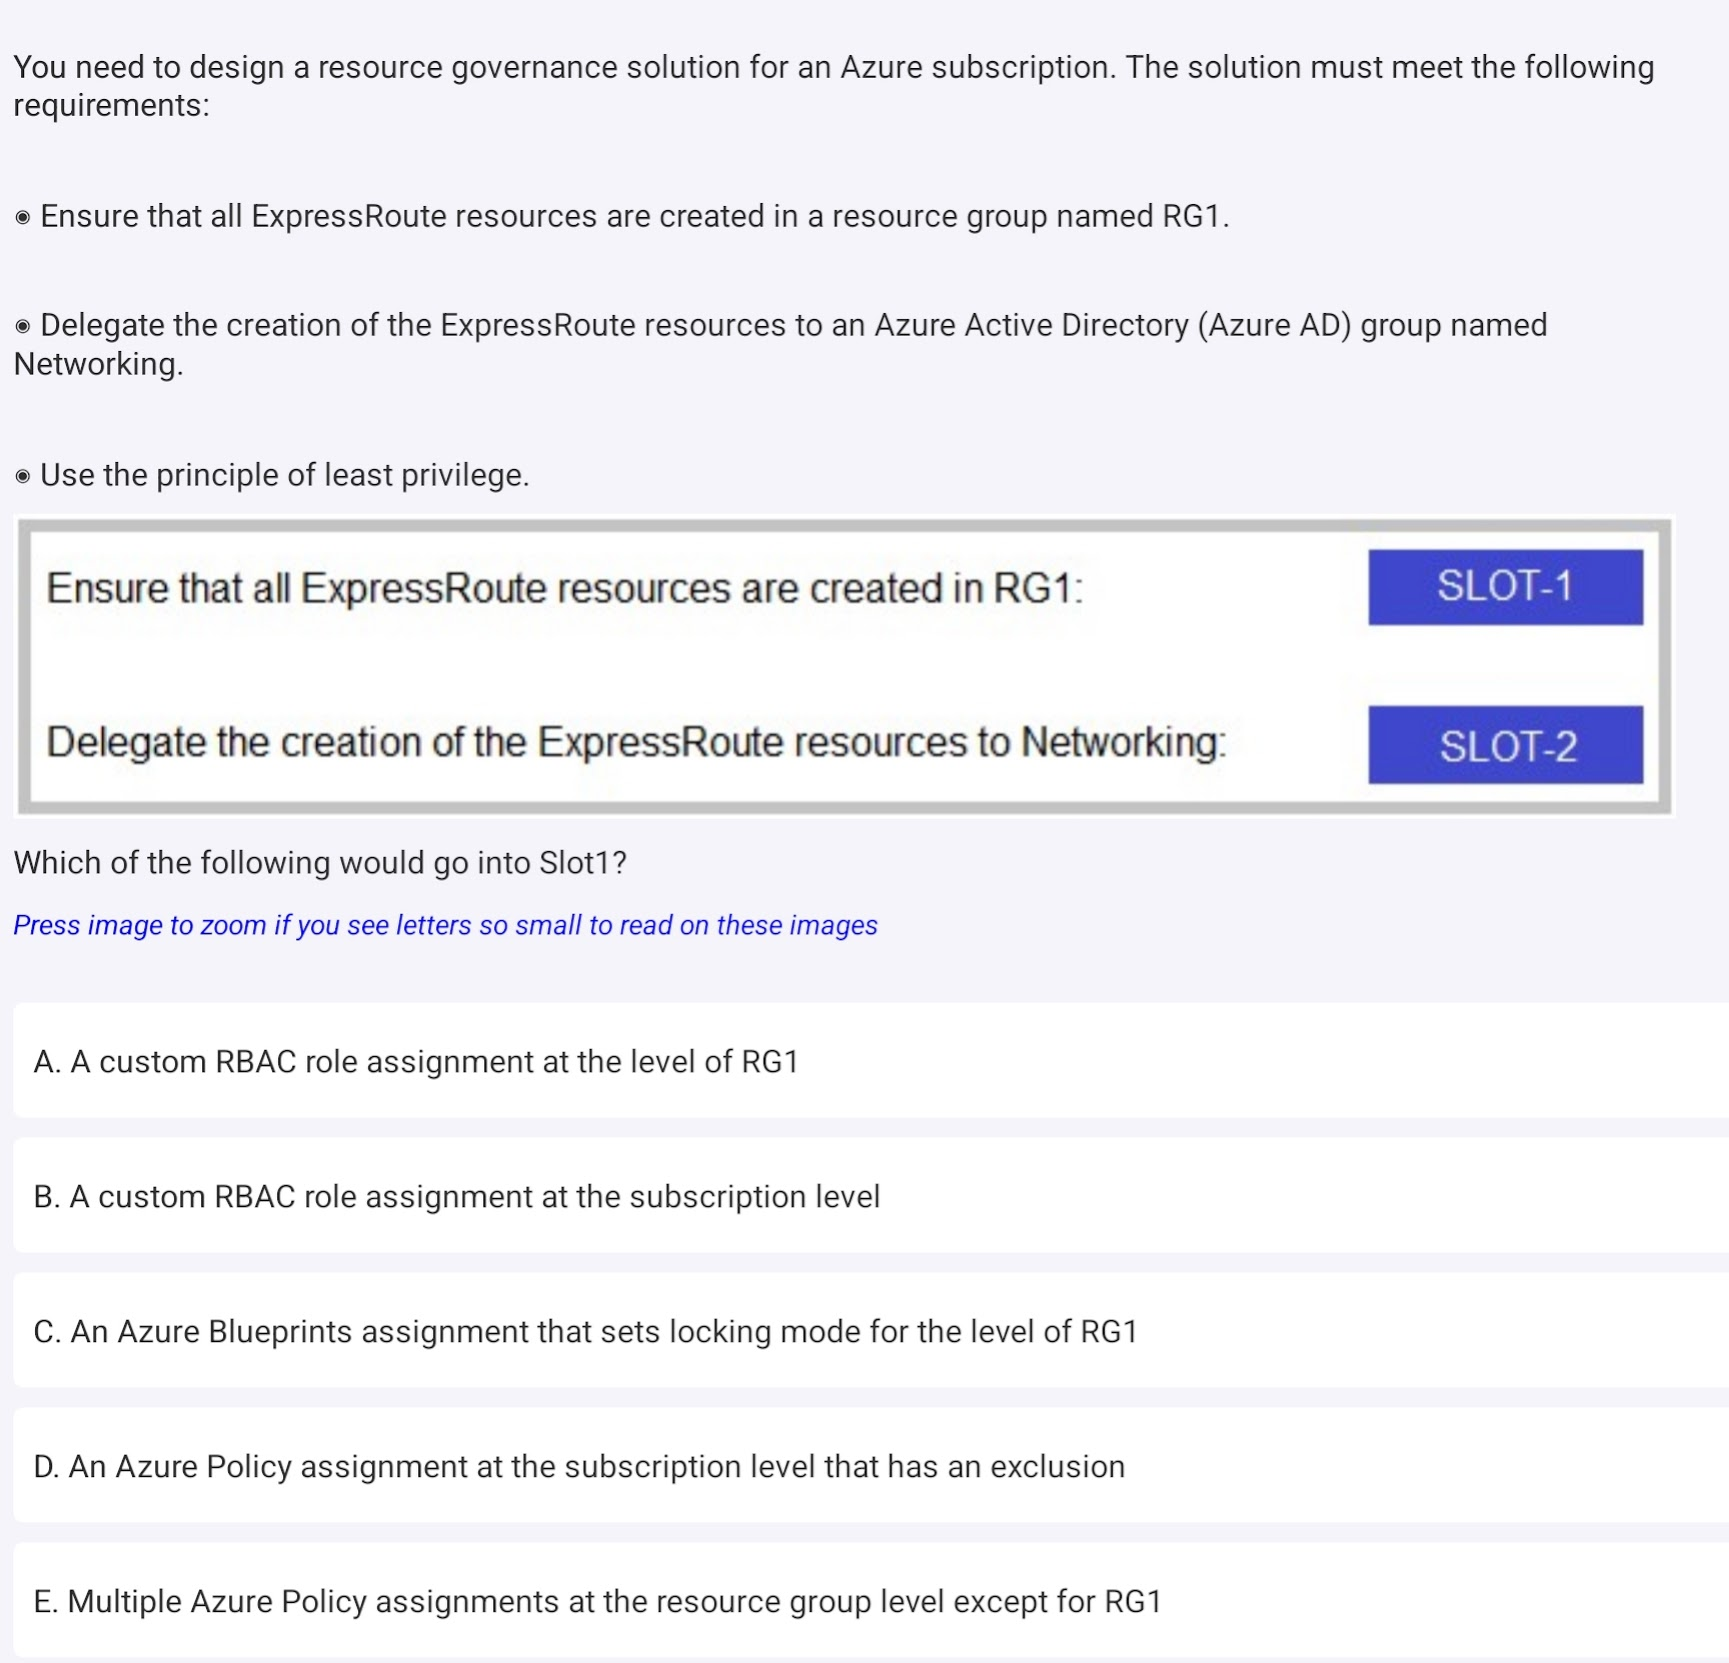 You need to design a resource governance solution for an Azure subscription. The solution must meet the following
requirements:
◉ Ensure that all ExpressRoute resources are created in a resource group named RG1.
◉ Delegate the creation of the ExpressRoute resources to an Azure Active Directory (Azure AD) group named
Networking.
◉ Use the principle of least privilege.
Ensure that all ExpressRoute resources are created in RG1: SLOT-1
Delegate the creation of the ExpressRoute resources to Networking: SLOT-2
Which of the following would go into Slot1?
Press image to zoom if you see letters so small to read on these images
A. A custom RBAC role assignment at the level of RG1
B. A custom RBAC role assignment at the subscription level
C. An Azure Blueprints assignment that sets locking mode for the level of RG1
D. An Azure Policy assignment at the subscription level that has an exclusion
E. Multiple Azure Policy assignments at the resource group level except for RG1